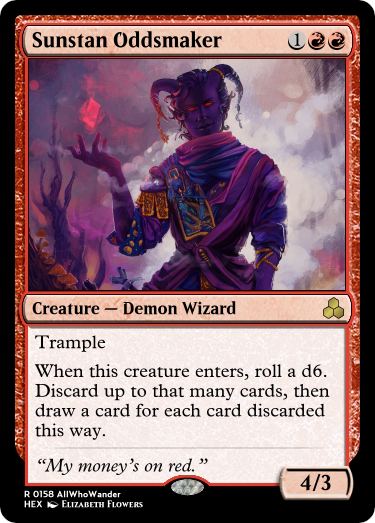 Sunstan Oddsmaker 1
Creature — Demon Wizard
Trample
When this creature enters, roll a d6.
Discard up to that many cards, then
draw a card for each card discarded
this way.
“My money’s on red.”
4/3
R 0158 AllWhoWander
HEX Elizabeth Flowers